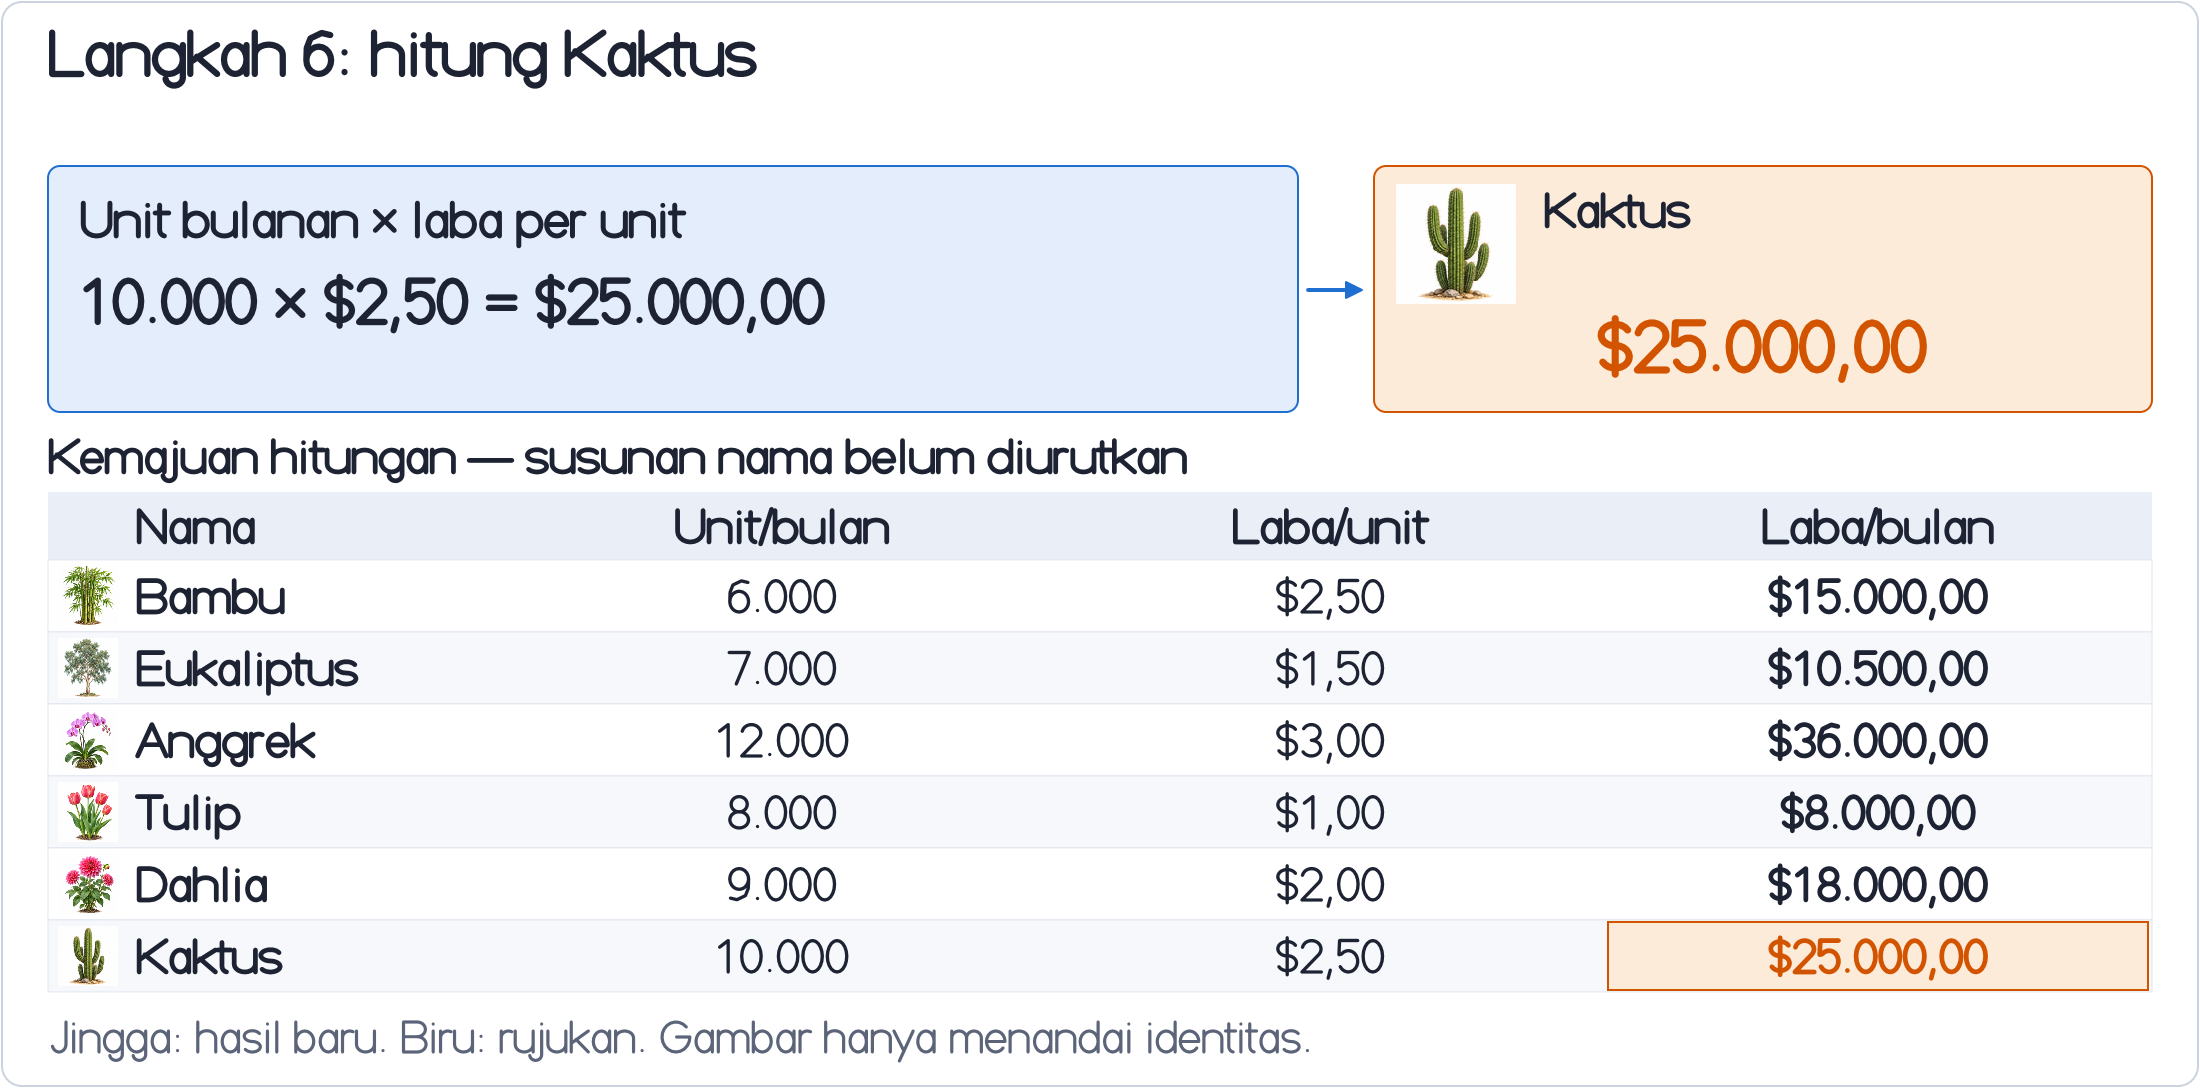 Langkah 6: hitung Kaktus
Unit bulanan × laba per unit
10.000 × $2,50 = $25.000,00
Kaktus
$25.000,00
Kemajuan hitungan — susunan nama belum diurutkan
Nama Unit/bulan Laba/unit Laba/bulan
Bambu 6.000 $2,50 $15.000,00
Eukaliptus 7.000 $1,50 $10.500,00
Anggrek 12.000 $3,00 $36.000,00
Tulip 8.000 $1,00 $8.000,00
Dahlia 9.000 $2,00 $18.000,00
Kaktus 10.000 $2,50 $25.000,00
Jingga: hasil baru. Biru: rujukan. Gambar hanya menandai identitas.